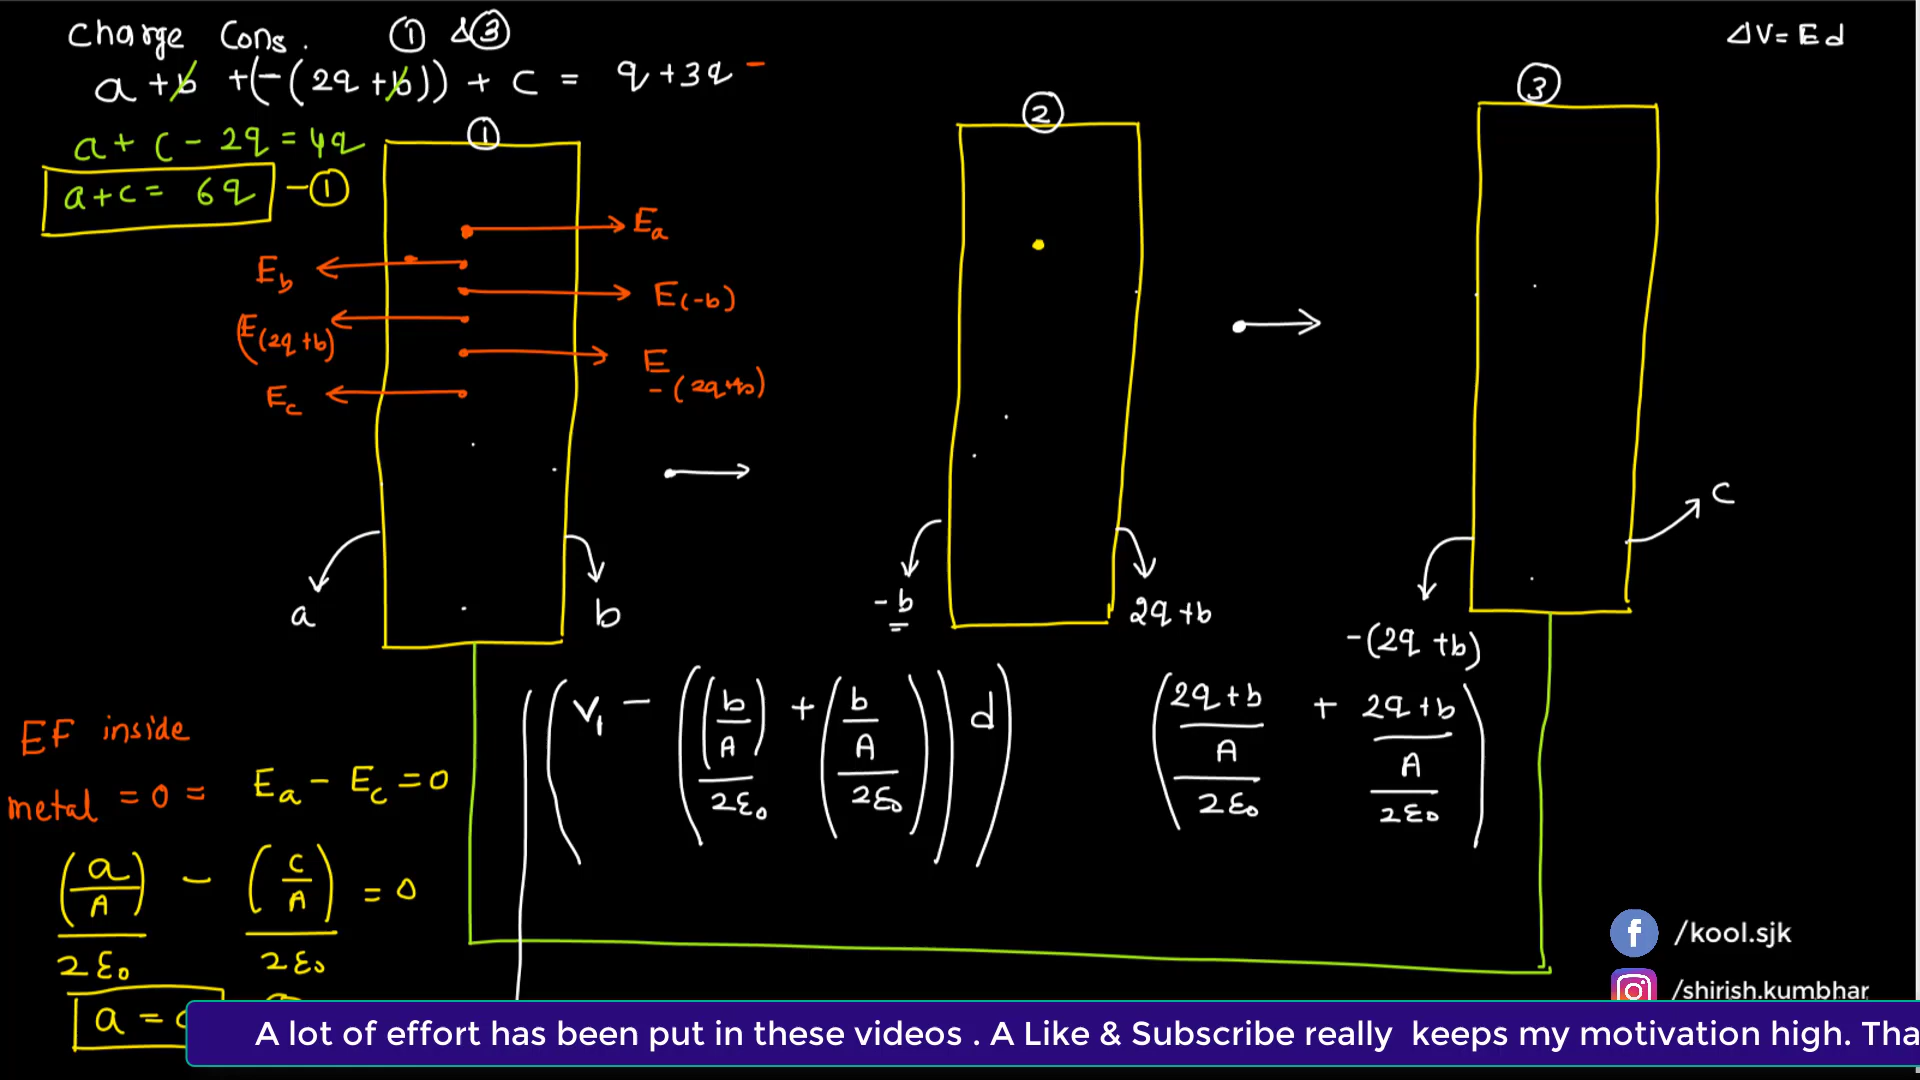 Charge Cons. ① & ③
a + b + (-(2q + b)) + c = q + 3q -
a + c - 2q = 4q
a + c = 6q - ①
ΔV = Ed
①
②
③
Ea
Eb
E(-b)
E(2q + b)
E-(2q+b)
Ec
a
b
-b
2q + b
-(2q + b)
c
EF inside
metal = 0 = Ea - Ec = 0
(a/A)/2ε₀ - (c/A)/2ε₀ = 0
a =
((V₁ - (((b/A)/2ε₀) + ((b/A)/2ε₀)) d)
((2q + b)/A/2ε₀ + (2q + b)/A/2ε₀)
/kool.sjk
/shirish.kumbhar
A lot of effort has been put in these videos . A Like & Subscribe really keeps my motivation high. Tha